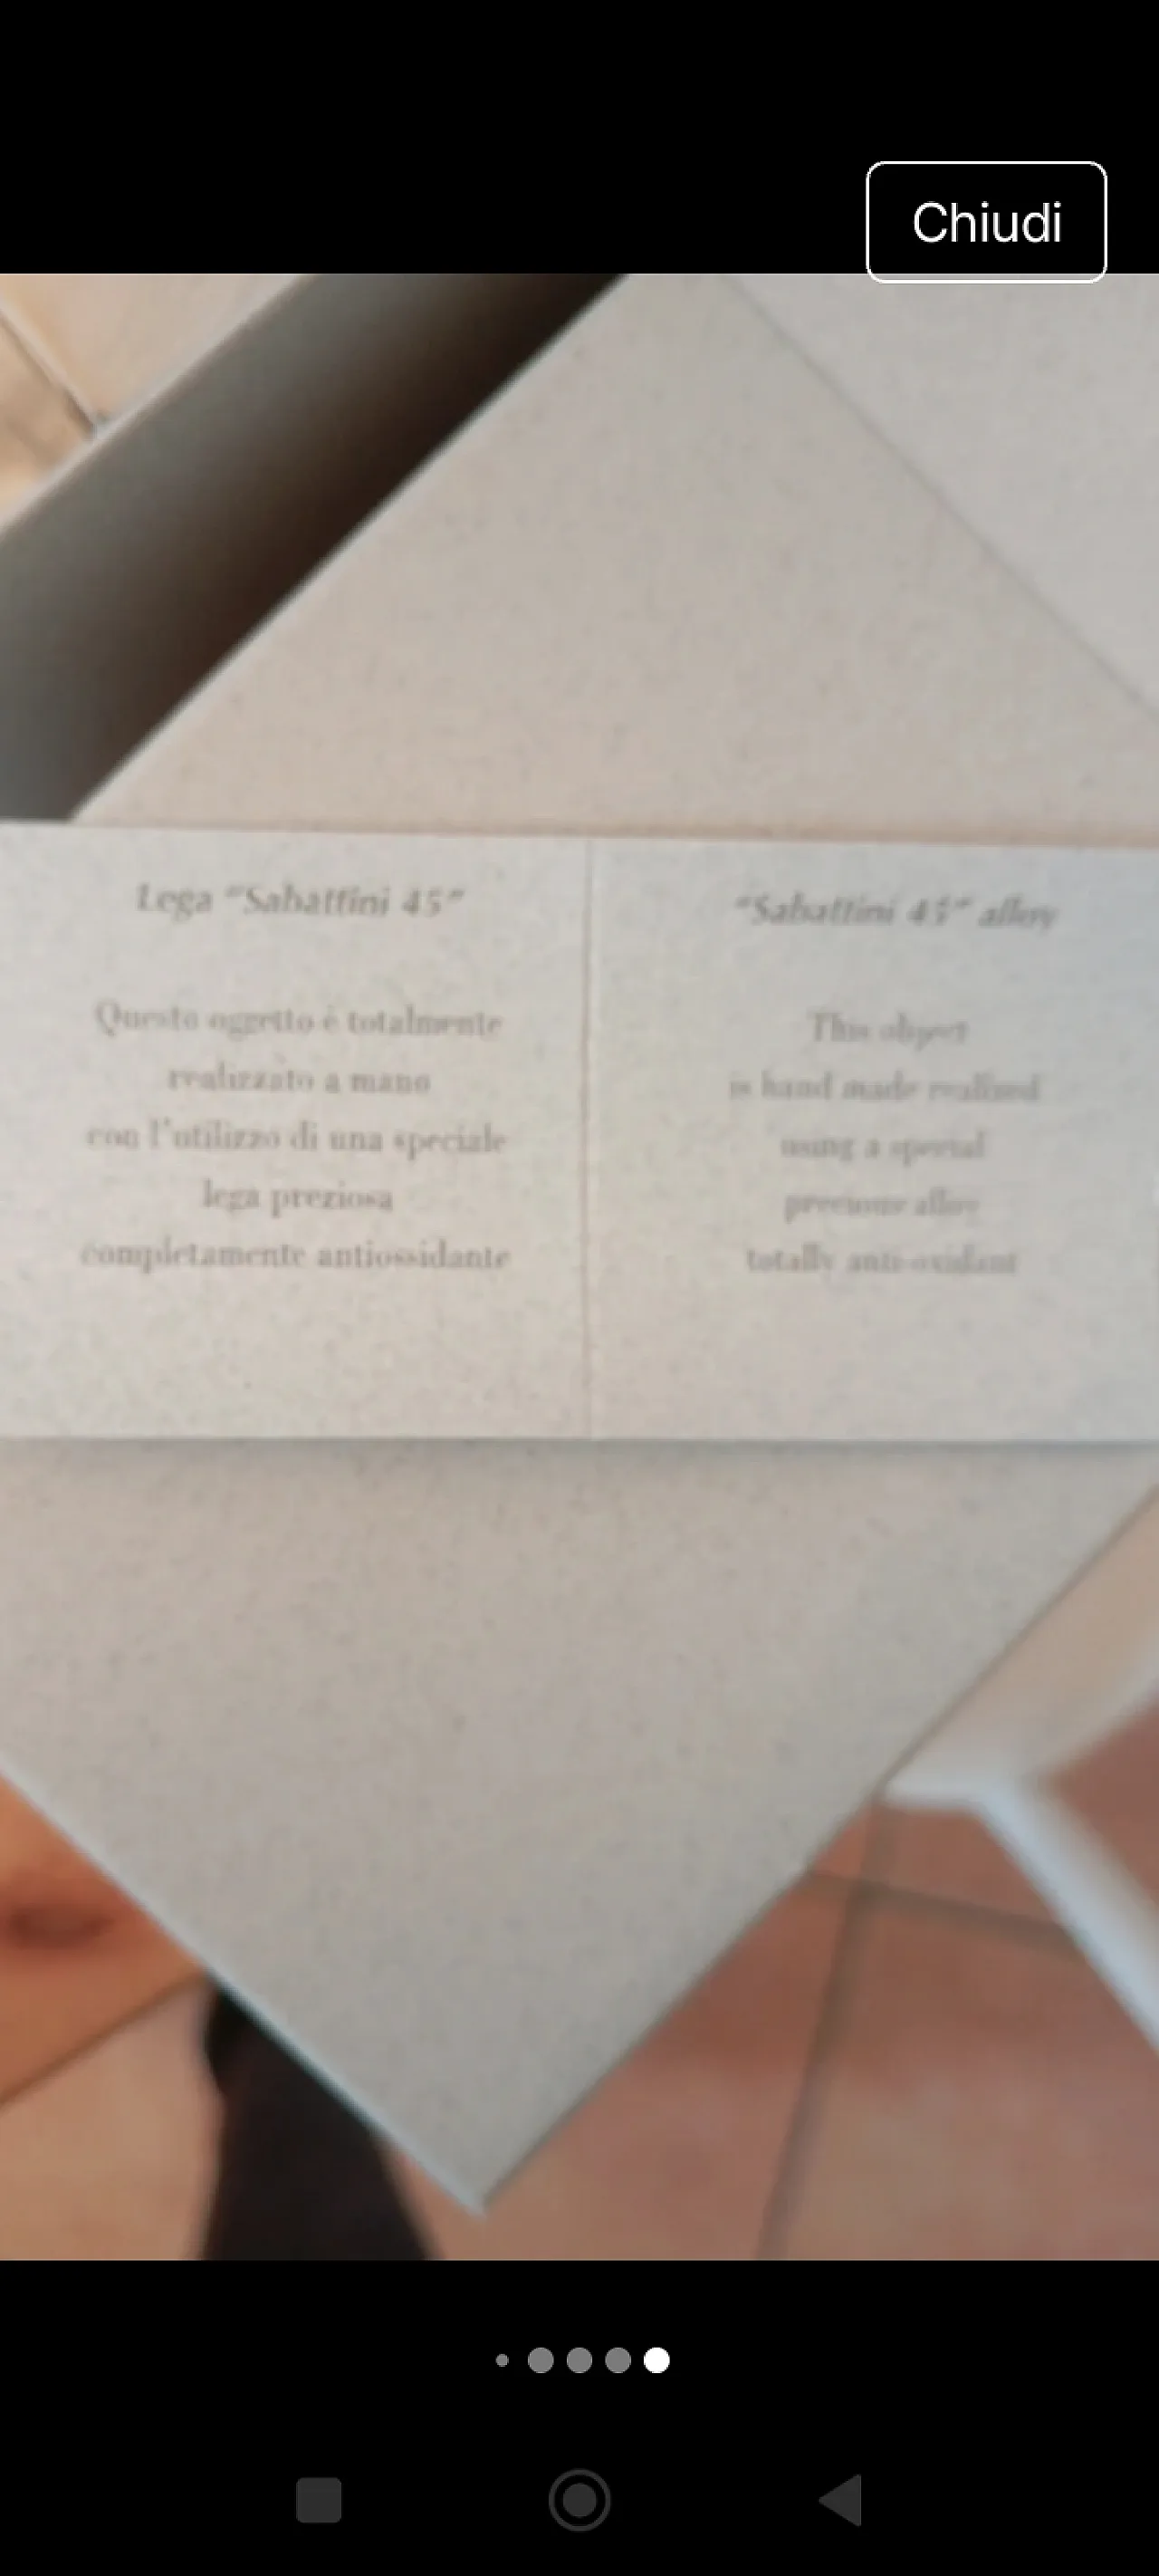 Chiudi
Lega "Sabattini 45"
Questo oggetto è totalmente
realizzato a mano
con l'utilizzo di una speciale
lega preziosa
completamente antiossidante
"Sabattini 45" alloy
This object
is hand made realized
using a special
precious alloy
totally anti-oxidant